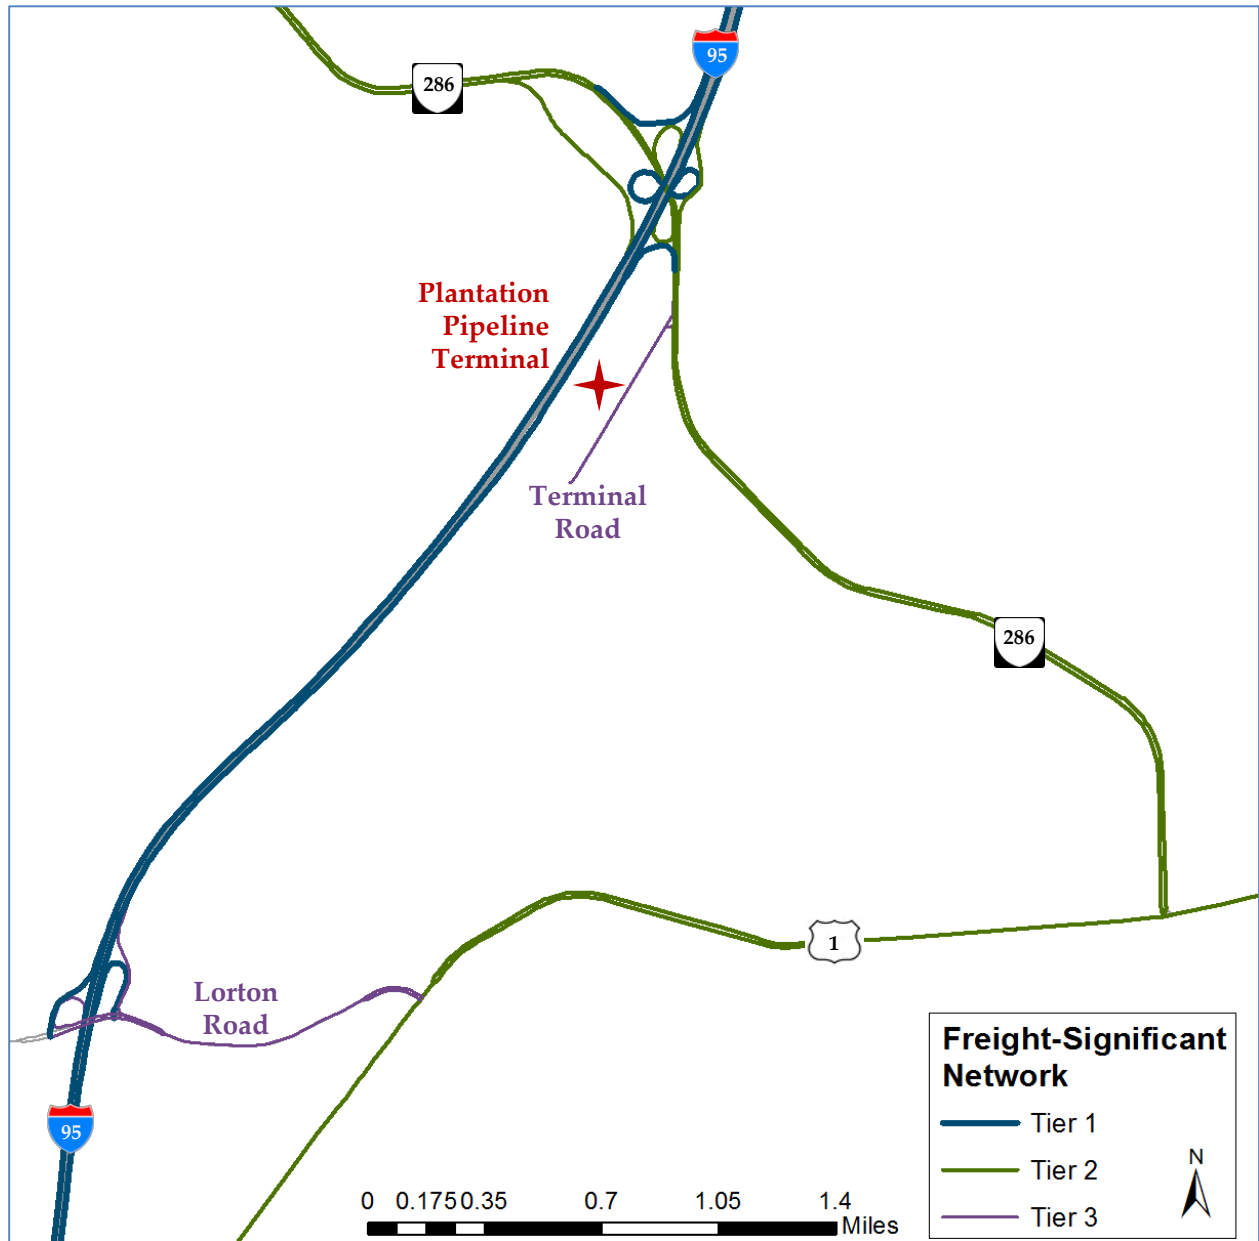 95
286
Plantation
Pipeline
Terminal
Terminal
Road
286
1
Lorton
Road
95
Freight-Significant
Network
Tier 1
Tier 2
Tier 3
N
0 0.175 0.35 0.7 1.05 1.4
Miles